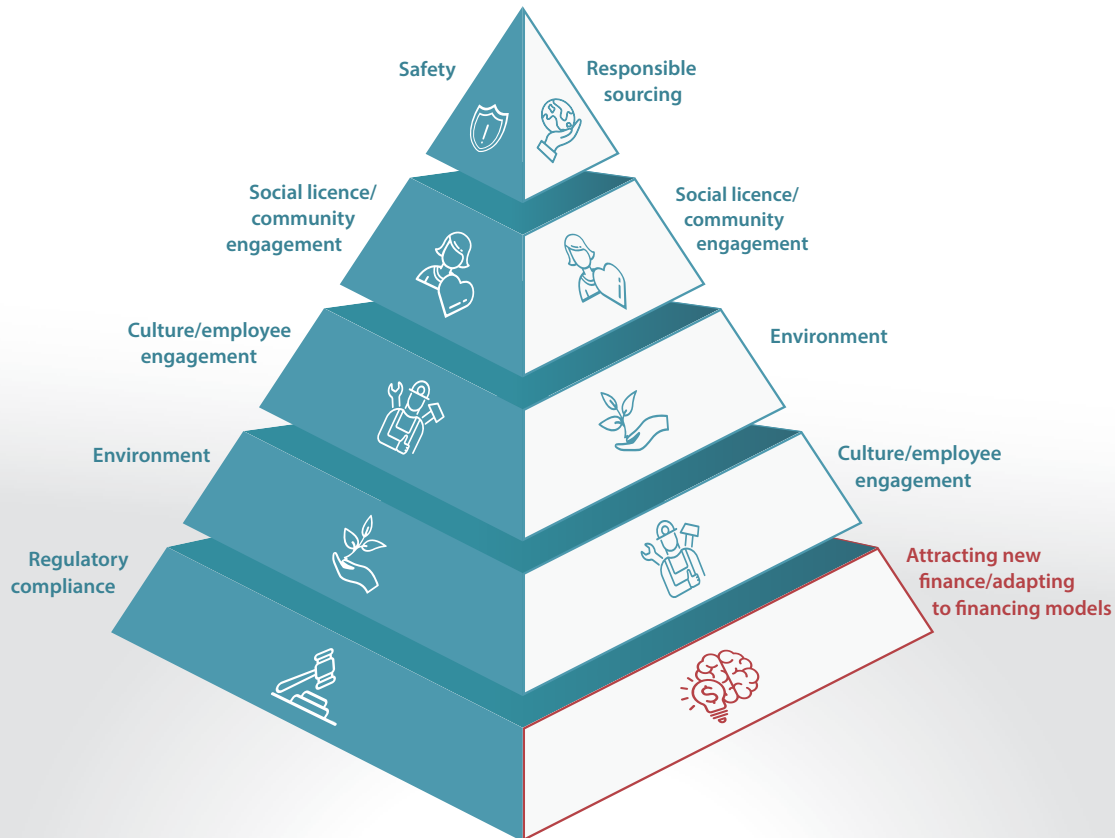 Safety
Responsible
sourcing
Social licence/
community
engagement
Social licence/
community
engagement
Culture/employee
engagement
Environment
Environment
Culture/employee
engagement
Regulatory
compliance
Attracting new
finance/adapting
to financing models